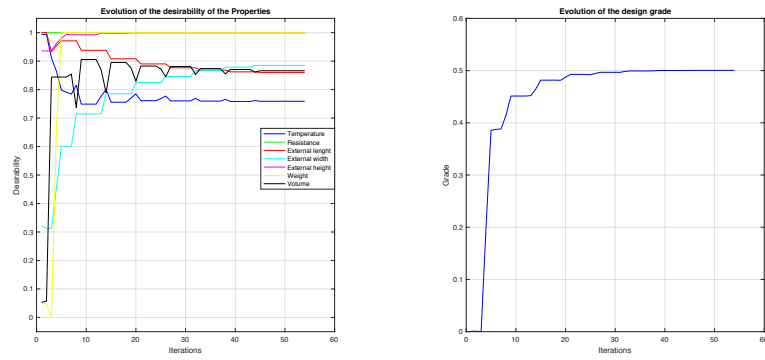 Evolution of the desirability of the Properties
1
0.9
0.8
0.7
0.6
0.5
0.4
0.3
0.2
0.1
0
Desirability
Temperature
Resistance
External lenght
External width
External height
Weight
Volume
0 10 20 30 40 50 60
Iterations
Evolution of the design grade
0.6
0.5
0.4
0.3
0.2
0.1
0
Grade
0 10 20 30 40 50 60
Iterations